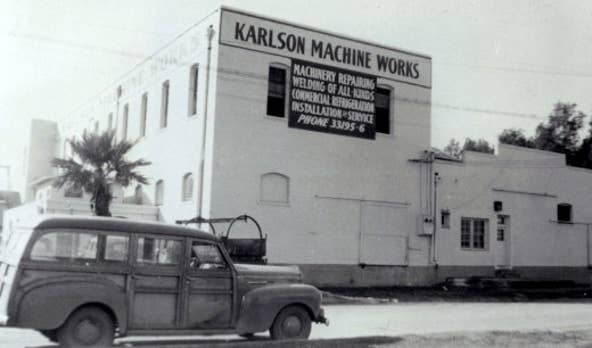 KARLSON MACHINE WORKS
MACHINERY REPAIRING
WELDING OF ALL-KINDS
COMMERCIAL REFRIGERATION
INSTALLATION & SERVICE
PHONE 33195-6